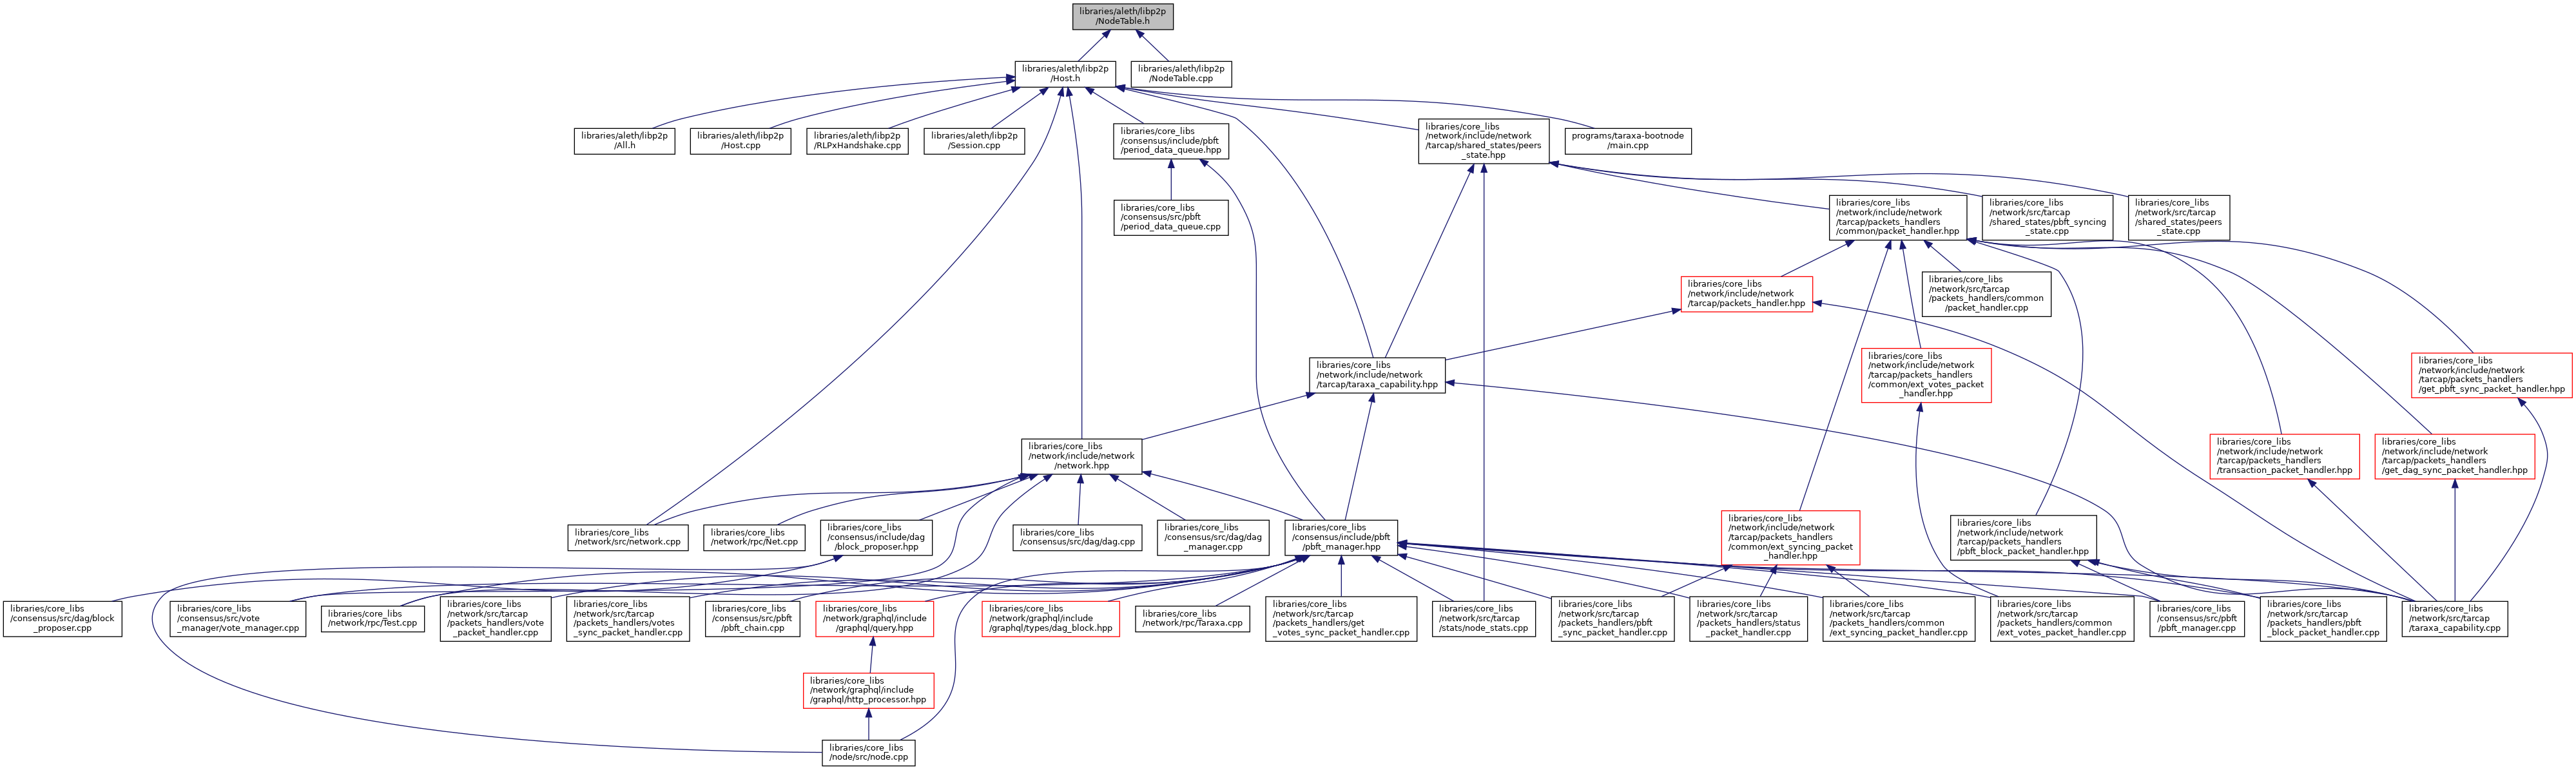 libraries/aleth/libp2p
/NodeTable.h
libraries/aleth/libp2p
/Host.h
libraries/aleth/libp2p
/NodeTable.cpp
libraries/aleth/libp2p
/All.h
libraries/aleth/libp2p
/Host.cpp
libraries/aleth/libp2p
/RLPxHandshake.cpp
libraries/aleth/libp2p
/Session.cpp
libraries/core_libs
/consensus/include/pbft
/period_data_queue.hpp
libraries/core_libs
/network/include/network
/tarcap/shared_states/peers
_state.hpp
programs/taraxa-bootnode
/main.cpp
libraries/core_libs
/consensus/src/pbft
/period_data_queue.cpp
libraries/core_libs
/network/include/network
/tarcap/packets_handlers
/common/packet_handler.hpp
libraries/core_libs
/network/src/tarcap
/shared_states/pbft_syncing
_state.cpp
libraries/core_libs
/network/src/tarcap
/shared_states/peers
_state.cpp
libraries/core_libs
/network/include/network
/tarcap/packets_handler.hpp
libraries/core_libs
/network/src/tarcap
/packets_handlers/common
/packet_handler.cpp
libraries/core_libs
/network/include/network
/tarcap/taraxa_capability.hpp
libraries/core_libs
/network/include/network
/tarcap/packets_handlers
/common/ext_votes_packet
_handler.hpp
libraries/core_libs
/network/include/network
/tarcap/packets_handlers
/get_pbft_sync_packet_handler.hpp
libraries/core_libs
/network/include/network
/network.hpp
libraries/core_libs
/network/include/network
/tarcap/packets_handlers
/transaction_packet_handler.hpp
libraries/core_libs
/network/include/network
/tarcap/packets_handlers
/get_dag_sync_packet_handler.hpp
libraries/core_libs
/network/src/network.cpp
libraries/core_libs
/network/rpc/Net.cpp
libraries/core_libs
/consensus/include/dag
/block_proposer.hpp
libraries/core_libs
/consensus/src/dag/dag.cpp
libraries/core_libs
/consensus/src/dag/dag
_manager.cpp
libraries/core_libs
/consensus/include/pbft
/pbft_manager.hpp
libraries/core_libs
/network/include/network
/tarcap/packets_handlers
/common/ext_syncing_packet
_handler.hpp
libraries/core_libs
/network/include/network
/tarcap/packets_handlers
/pbft_block_packet_handler.hpp
libraries/core_libs
/consensus/src/dag/block
_proposer.cpp
libraries/core_libs
/consensus/src/vote
_manager/vote_manager.cpp
libraries/core_libs
/network/rpc/Test.cpp
libraries/core_libs
/network/src/tarcap
/packets_handlers/vote
_packet_handler.cpp
libraries/core_libs
/network/src/tarcap
/packets_handlers/votes
_sync_packet_handler.cpp
libraries/core_libs
/consensus/src/pbft
/pbft_chain.cpp
libraries/core_libs
/network/graphql/include
/graphql/query.hpp
libraries/core_libs
/network/graphql/include
/graphql/types/dag_block.hpp
libraries/core_libs
/network/rpc/Taraxa.cpp
libraries/core_libs
/network/src/tarcap
/packets_handlers/get
_votes_sync_packet_handler.cpp
libraries/core_libs
/network/src/tarcap
/stats/node_stats.cpp
libraries/core_libs
/network/src/tarcap
/packets_handlers/pbft
_sync_packet_handler.cpp
libraries/core_libs
/network/src/tarcap
/packets_handlers/status
_packet_handler.cpp
libraries/core_libs
/network/src/tarcap
/packets_handlers/common
/ext_syncing_packet_handler.cpp
libraries/core_libs
/network/src/tarcap
/packets_handlers/common
/ext_votes_packet_handler.cpp
libraries/core_libs
/consensus/src/pbft
/pbft_manager.cpp
libraries/core_libs
/network/src/tarcap
/packets_handlers/pbft
_block_packet_handler.cpp
libraries/core_libs
/network/src/tarcap
/taraxa_capability.cpp
libraries/core_libs
/network/graphql/include
/graphql/http_processor.hpp
libraries/core_libs
/node/src/node.cpp